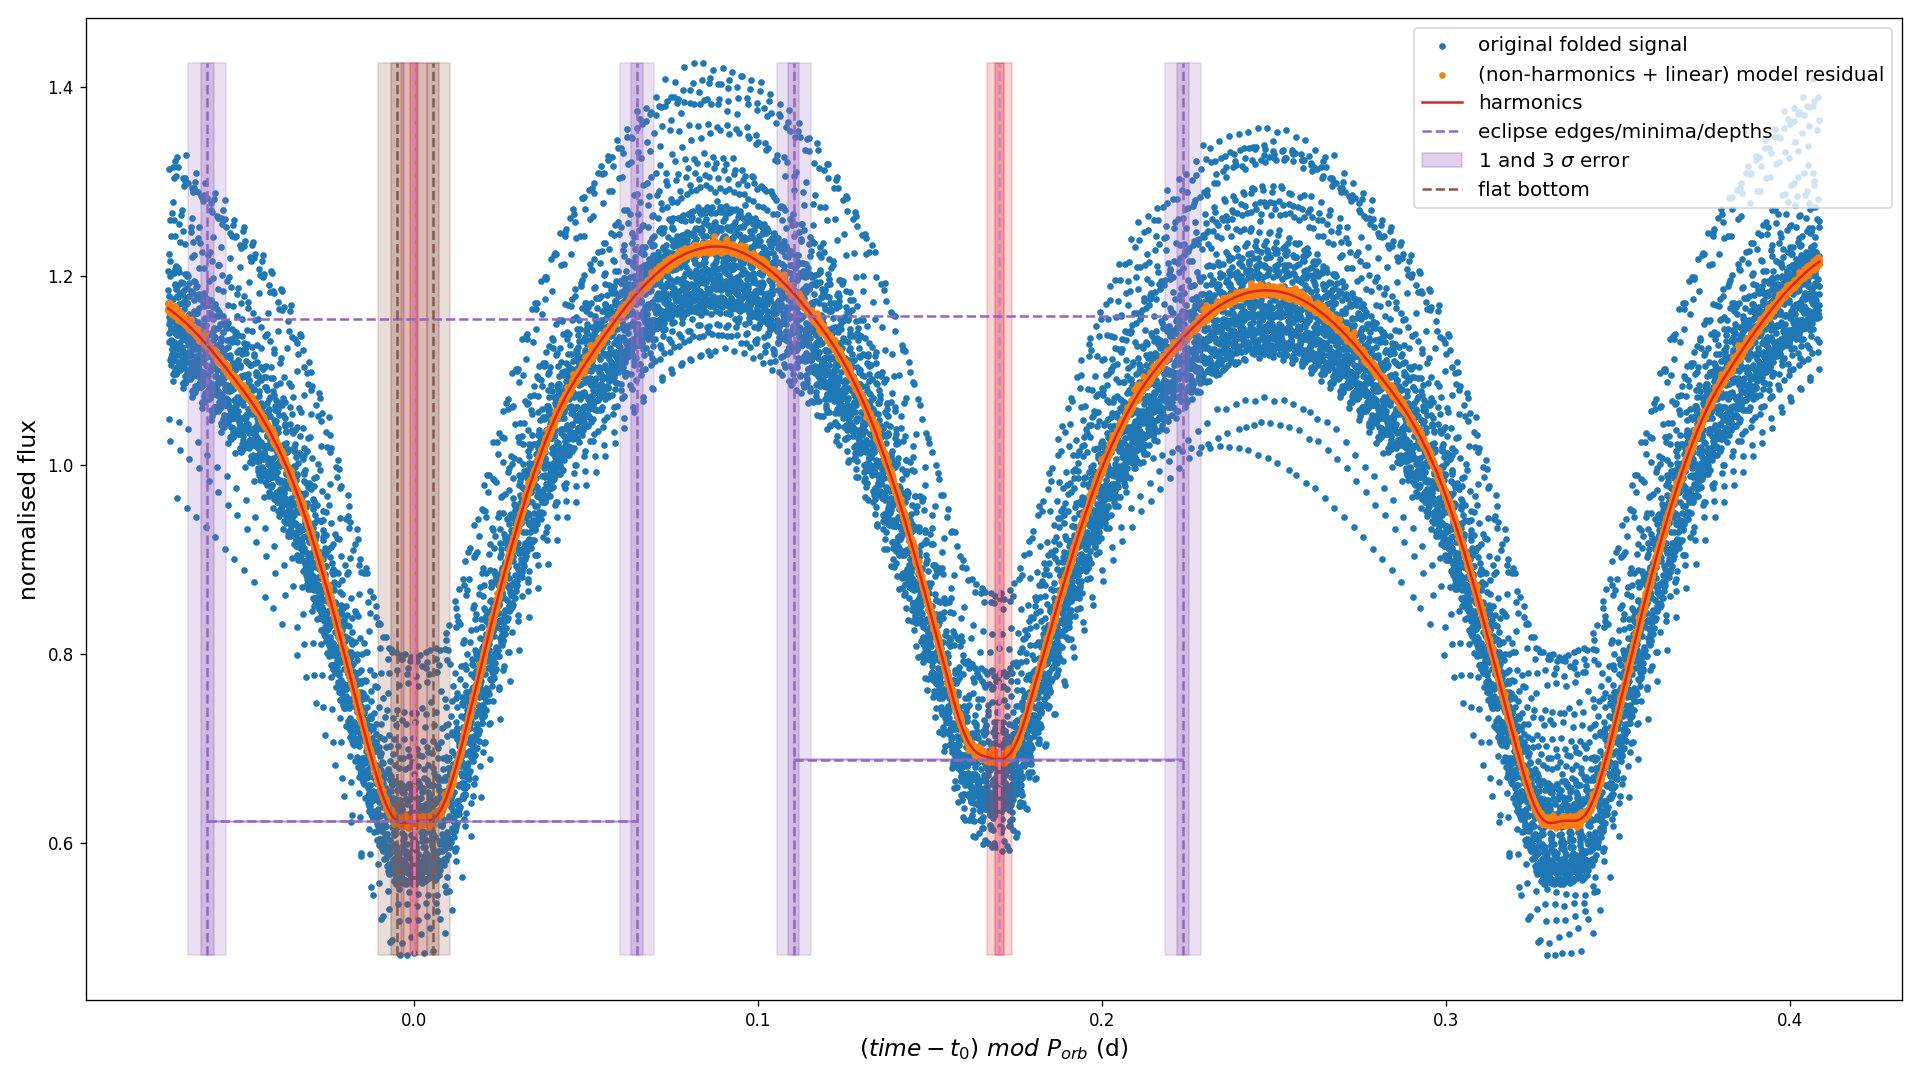 original folded signal
(non-harmonics + linear) model residual
harmonics
eclipse edges/minima/depths
1 and 3 σ error
flat bottom
normalised flux
1.4
1.2
1.0
0.8
0.6
0.0 0.1 0.2 0.3 0.4
(time − t₀) mod Pₒᵣᵦ (d)